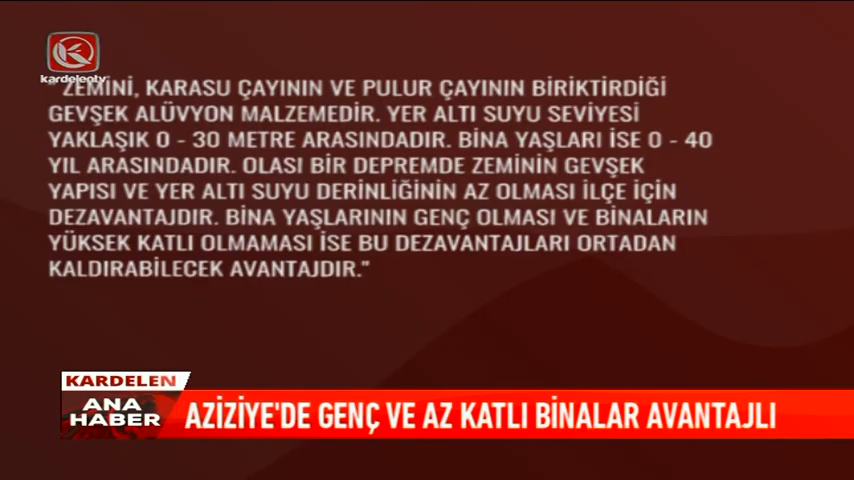 kardelentv
" ZEMİNİ, KARASU ÇAYININ VE PULUR ÇAYININ BİRİKTİRDİĞİ
GEVŞEK ALÜVYON MALZEMEDİR. YER ALTI SUYU SEVİYESİ
YAKLAŞIK 0 - 30 METRE ARASINDADIR. BİNA YAŞLARI İSE 0 - 40
YIL ARASINDADIR. OLASI BİR DEPREMDE ZEMİNİN GEVŞEK
YAPISI VE YER ALTI SUYU DERİNLİĞİNİN AZ OLMASI İLÇE İÇİN
DEZAVANTAJDIR. BİNA YAŞLARININ GENÇ OLMASI VE BİNALARIN
YÜKSEK KATLI OLMAMASI İSE BU DEZAVANTAJLARI ORTADAN
KALDIRABİLECEK AVANTAJDIR."
KARDELEN
ANA
HABER
AZİZİYE'DE GENÇ VE AZ KATLI BİNALAR AVANTAJLI